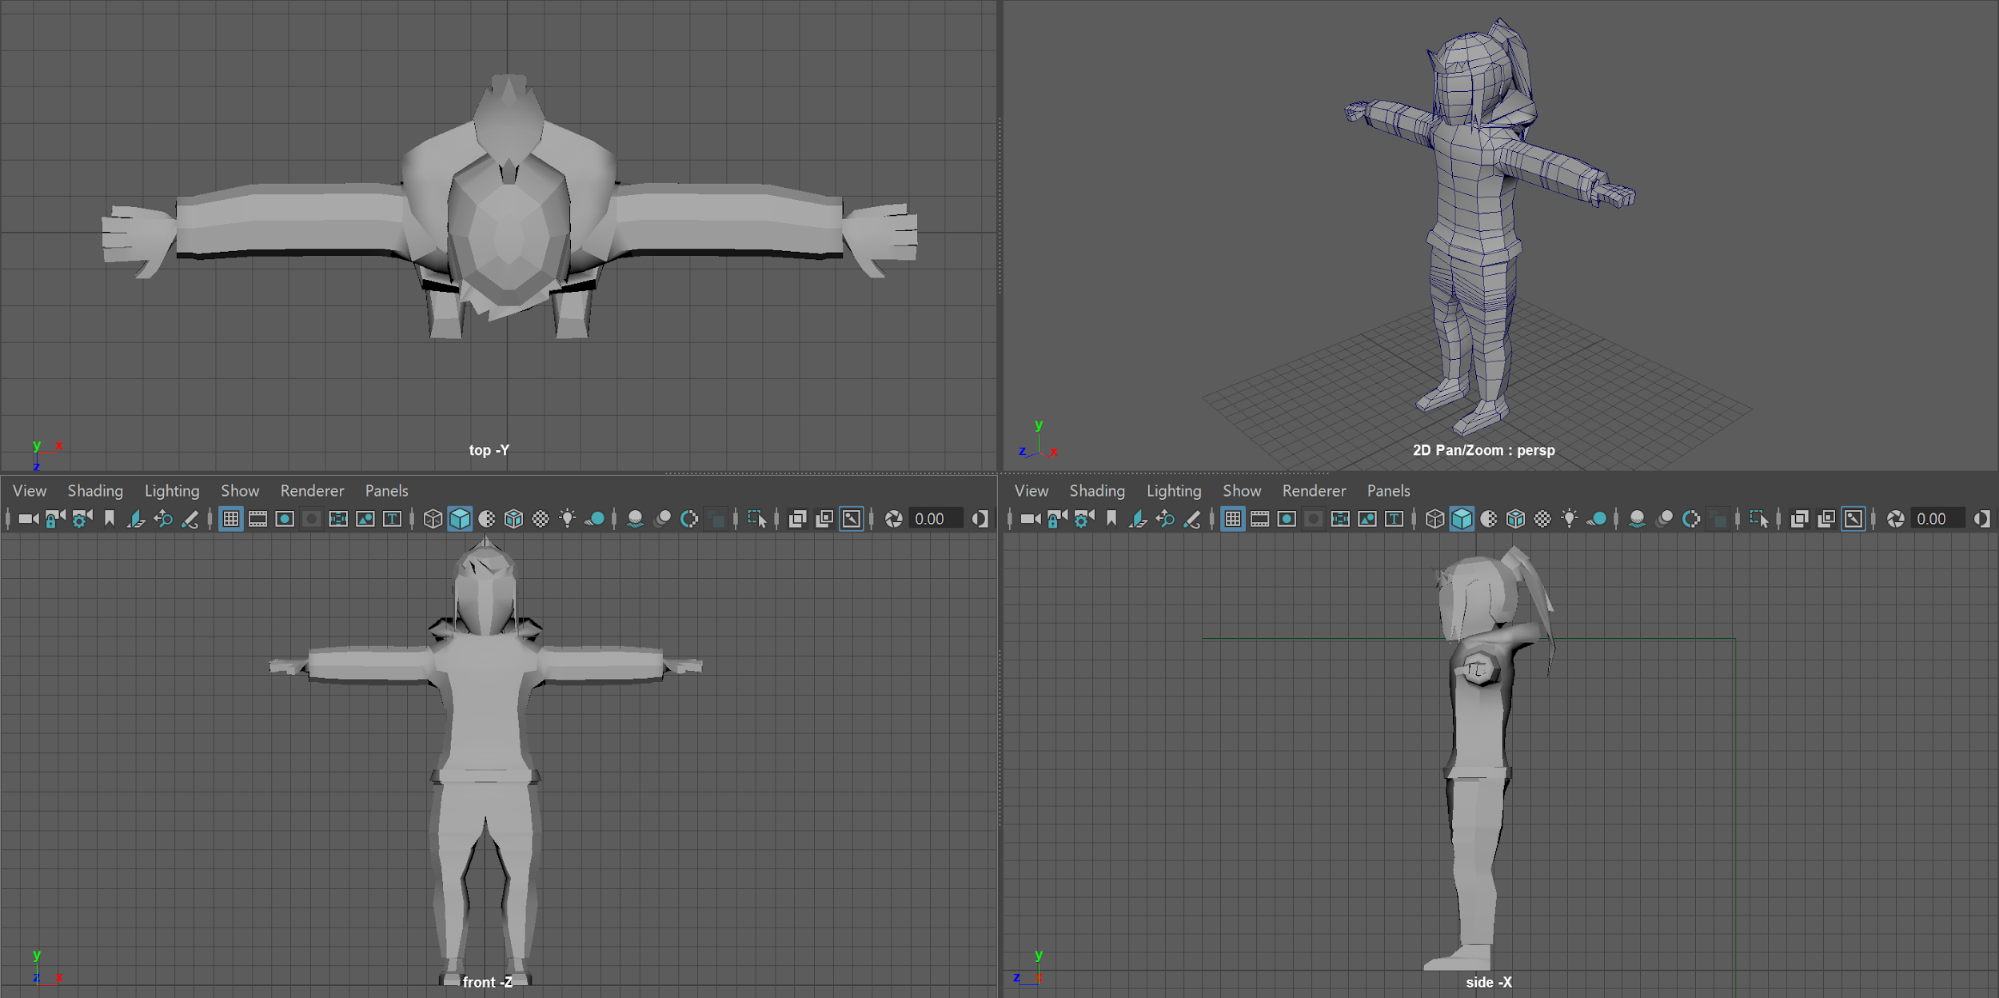 y x
z
top -Y
y
z x
2D Pan/Zoom : persp
View Shading Lighting Show Renderer Panels
0.00
View Shading Lighting Show Renderer Panels
0.00
y
z x
front -Z
y
z x
side -X